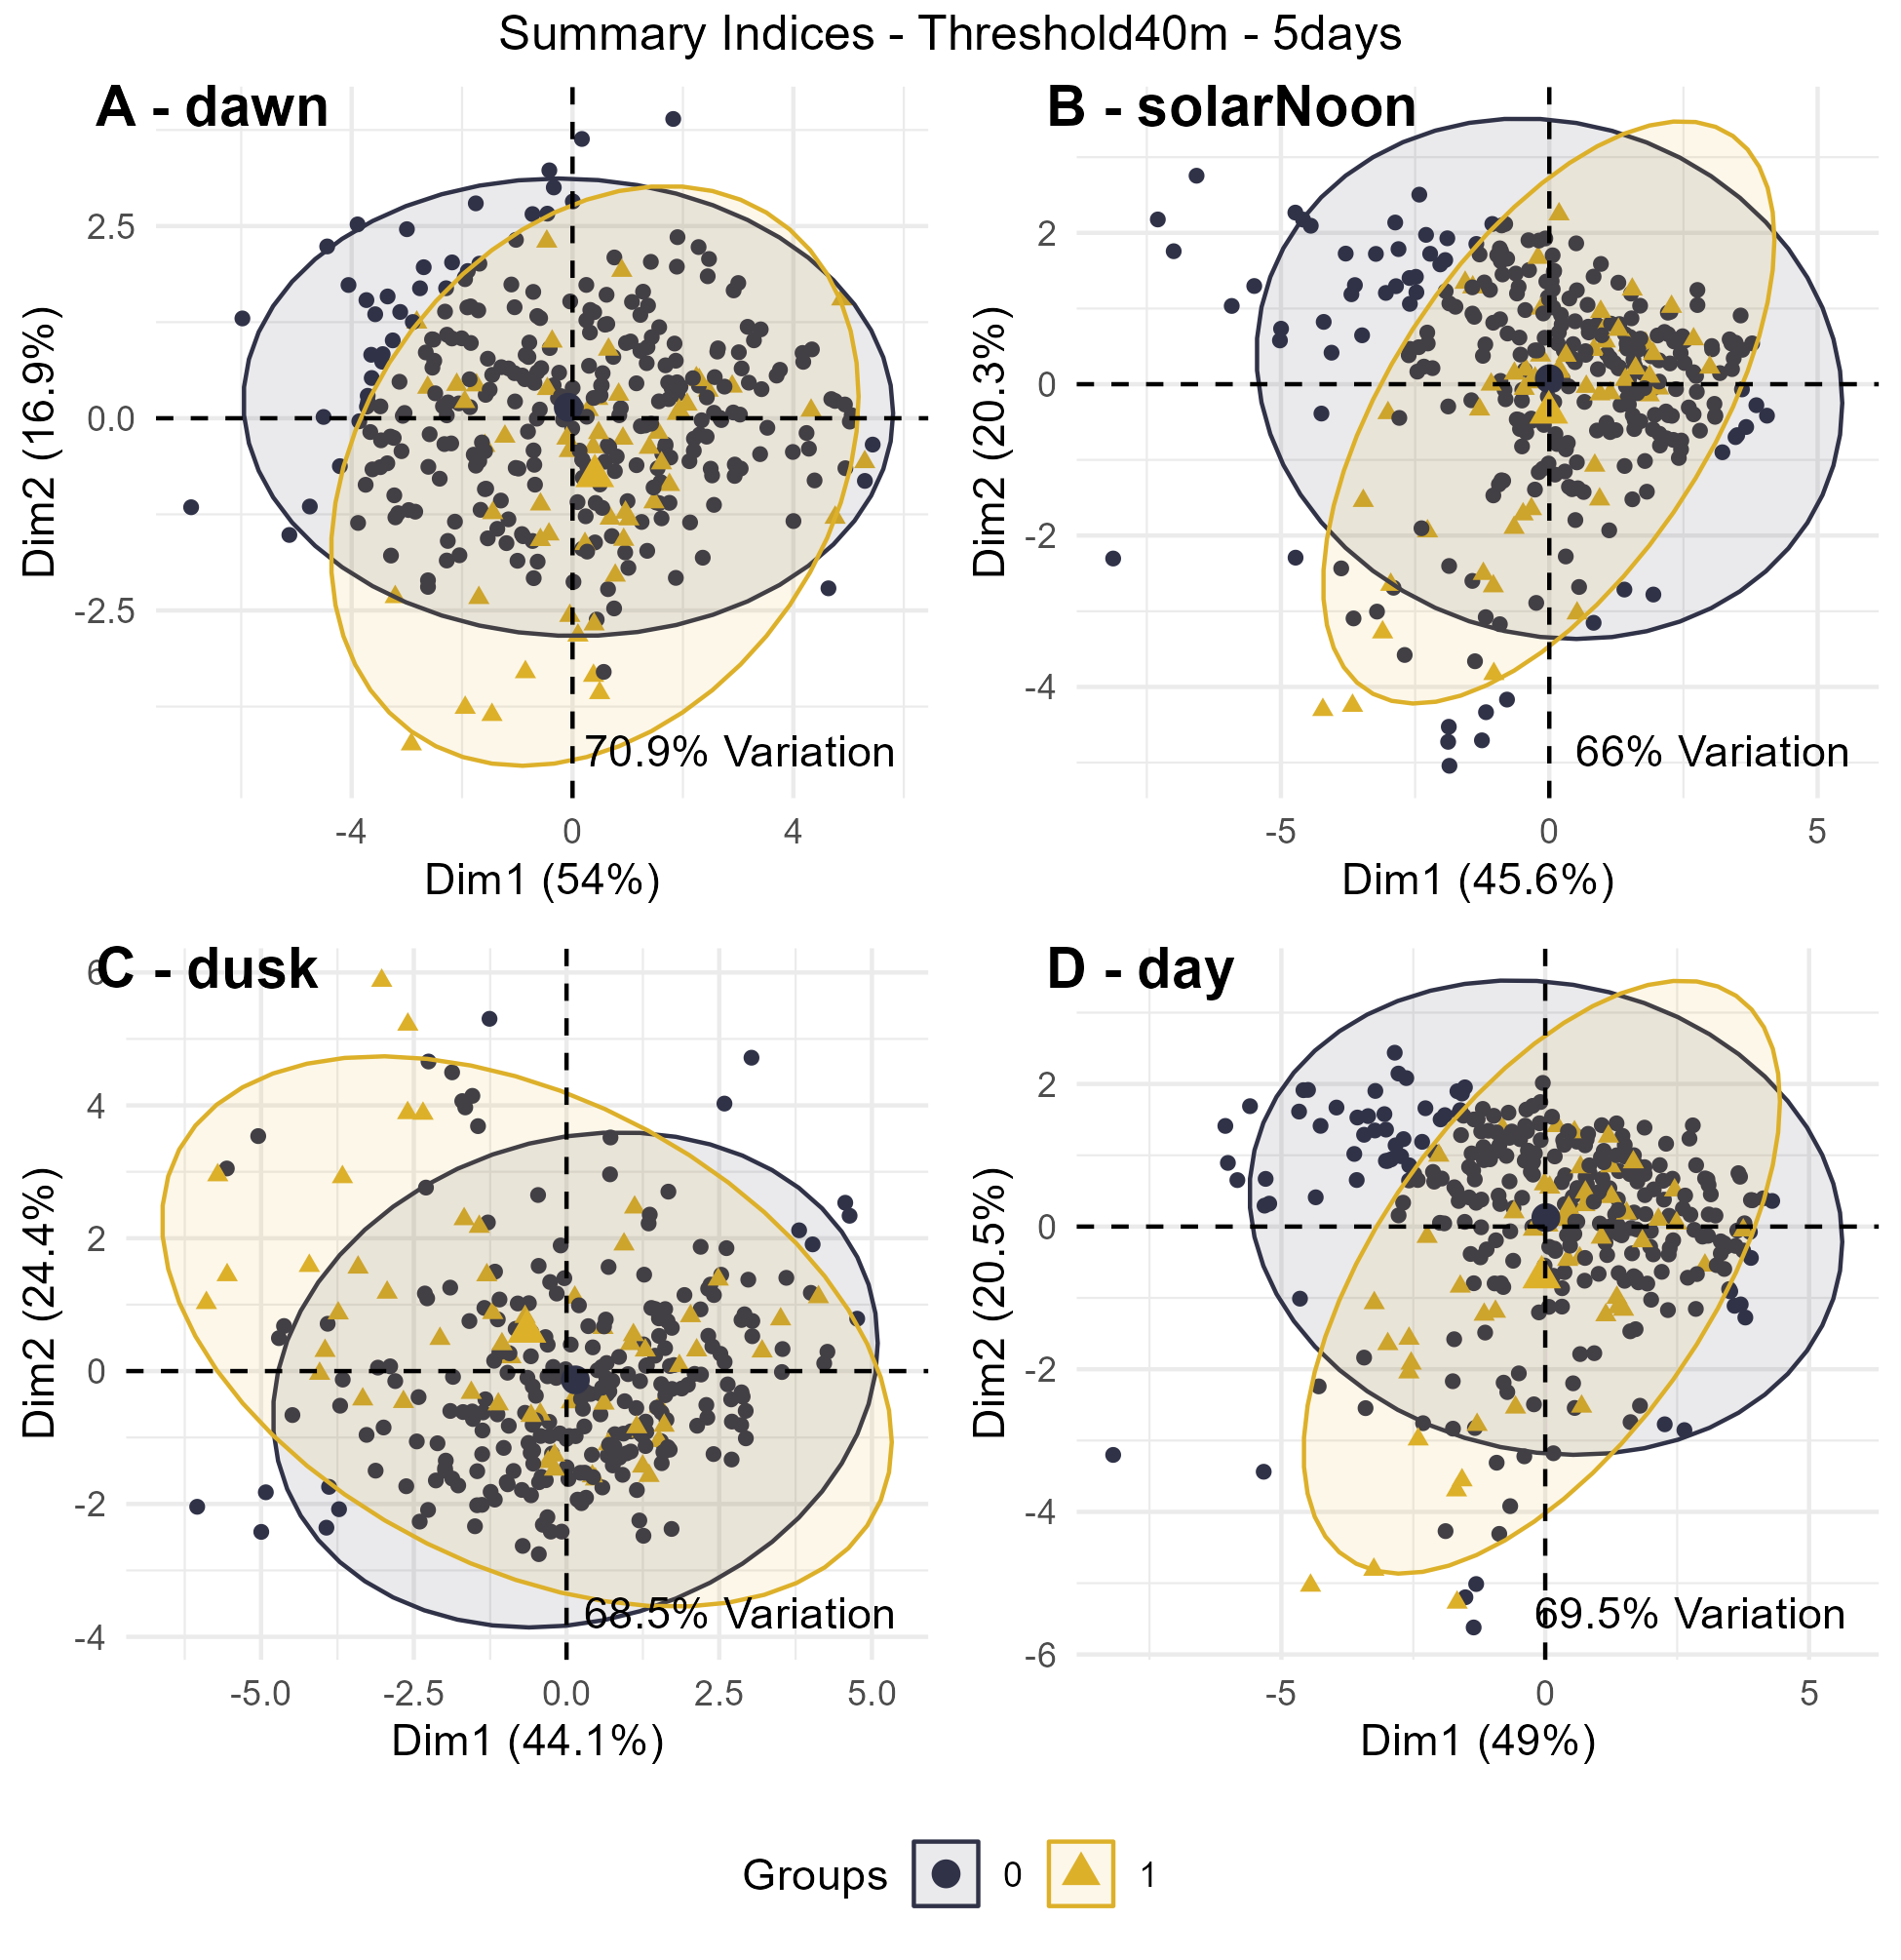 Summary Indices - Threshold40m - 5days
A - dawn
2.5
0.0
-2.5
Dim2 (16.9%)
70.9% Variation
-4
0
4
Dim1 (54%)
B - solarNoon
2
0
-2
-4
Dim2 (20.3%)
66% Variation
-5
0
5
Dim1 (45.6%)
C - dusk
6
4
2
0
-2
-4
Dim2 (24.4%)
68.5% Variation
-5.0
-2.5
0.0
2.5
5.0
Dim1 (44.1%)
D - day
2
0
-2
-4
-6
Dim2 (20.5%)
69.5% Variation
-5
0
5
Dim1 (49%)
Groups
0
1